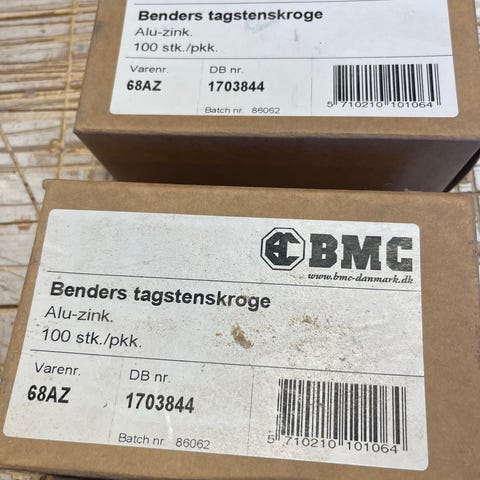 Benders tagstenskroge
Alu-zink.
100 stk./pkk.
Varenr.
68AZ
DB nr.
1703844
Batch nr. 86062
5 710210 101064
BMC
www.bmc-danmark.dk
Benders tagstenskroge
Alu-zink.
100 stk./pkk.
Varenr.
68AZ
DB nr.
1703844
Batch nr. 86062
5 710210 101064